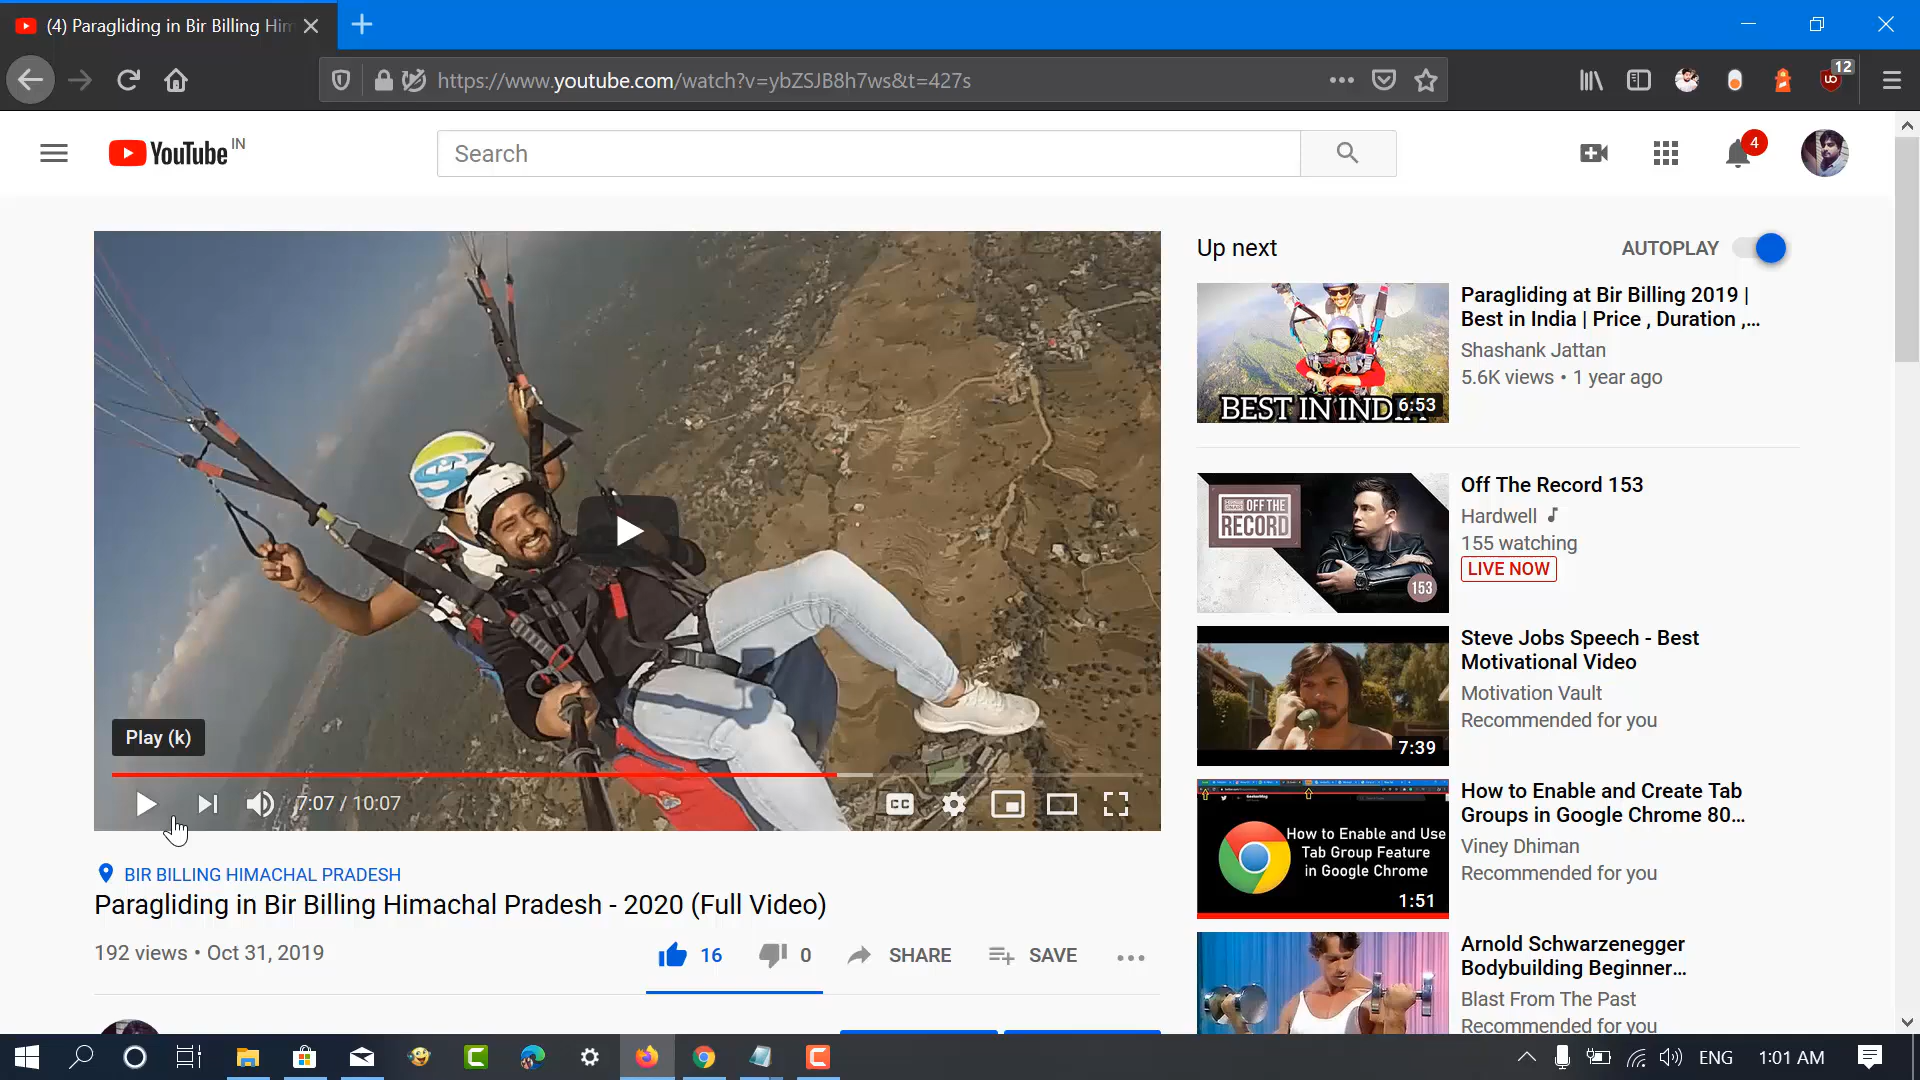 (4) Paragliding in Bir Billing Him
12
https://www.youtube.com/watch?v=ybZSJB8h7ws&t=427s
YouTube IN
Search
4
Up next
AUTOPLAY
BEST IN INDIA
6:53
Paragliding at Bir Billing 2019 |
Best in India | Price , Duration ,...
Shashank Jattan
5.6K views • 1 year ago
OFF THE
RECORD
153
Off The Record 153
Hardwell
155 watching
LIVE NOW
7:39
Steve Jobs Speech - Best
Motivational Video
Motivation Vault
Recommended for you
How to Enable and Use
Tab Group Feature
in Google Chrome
1:51
How to Enable and Create Tab
Groups in Google Chrome 80...
Viney Dhiman
Recommended for you
Arnold Schwarzenegger
Bodybuilding Beginner...
Blast From The Past
Recommended for you
Play (k)
7:07 / 10:07
CC
BIR BILLING HIMACHAL PRADESH
Paragliding in Bir Billing Himachal Pradesh - 2020 (Full Video)
192 views • Oct 31, 2019
16
0
SHARE
SAVE
ENG
1:01 AM